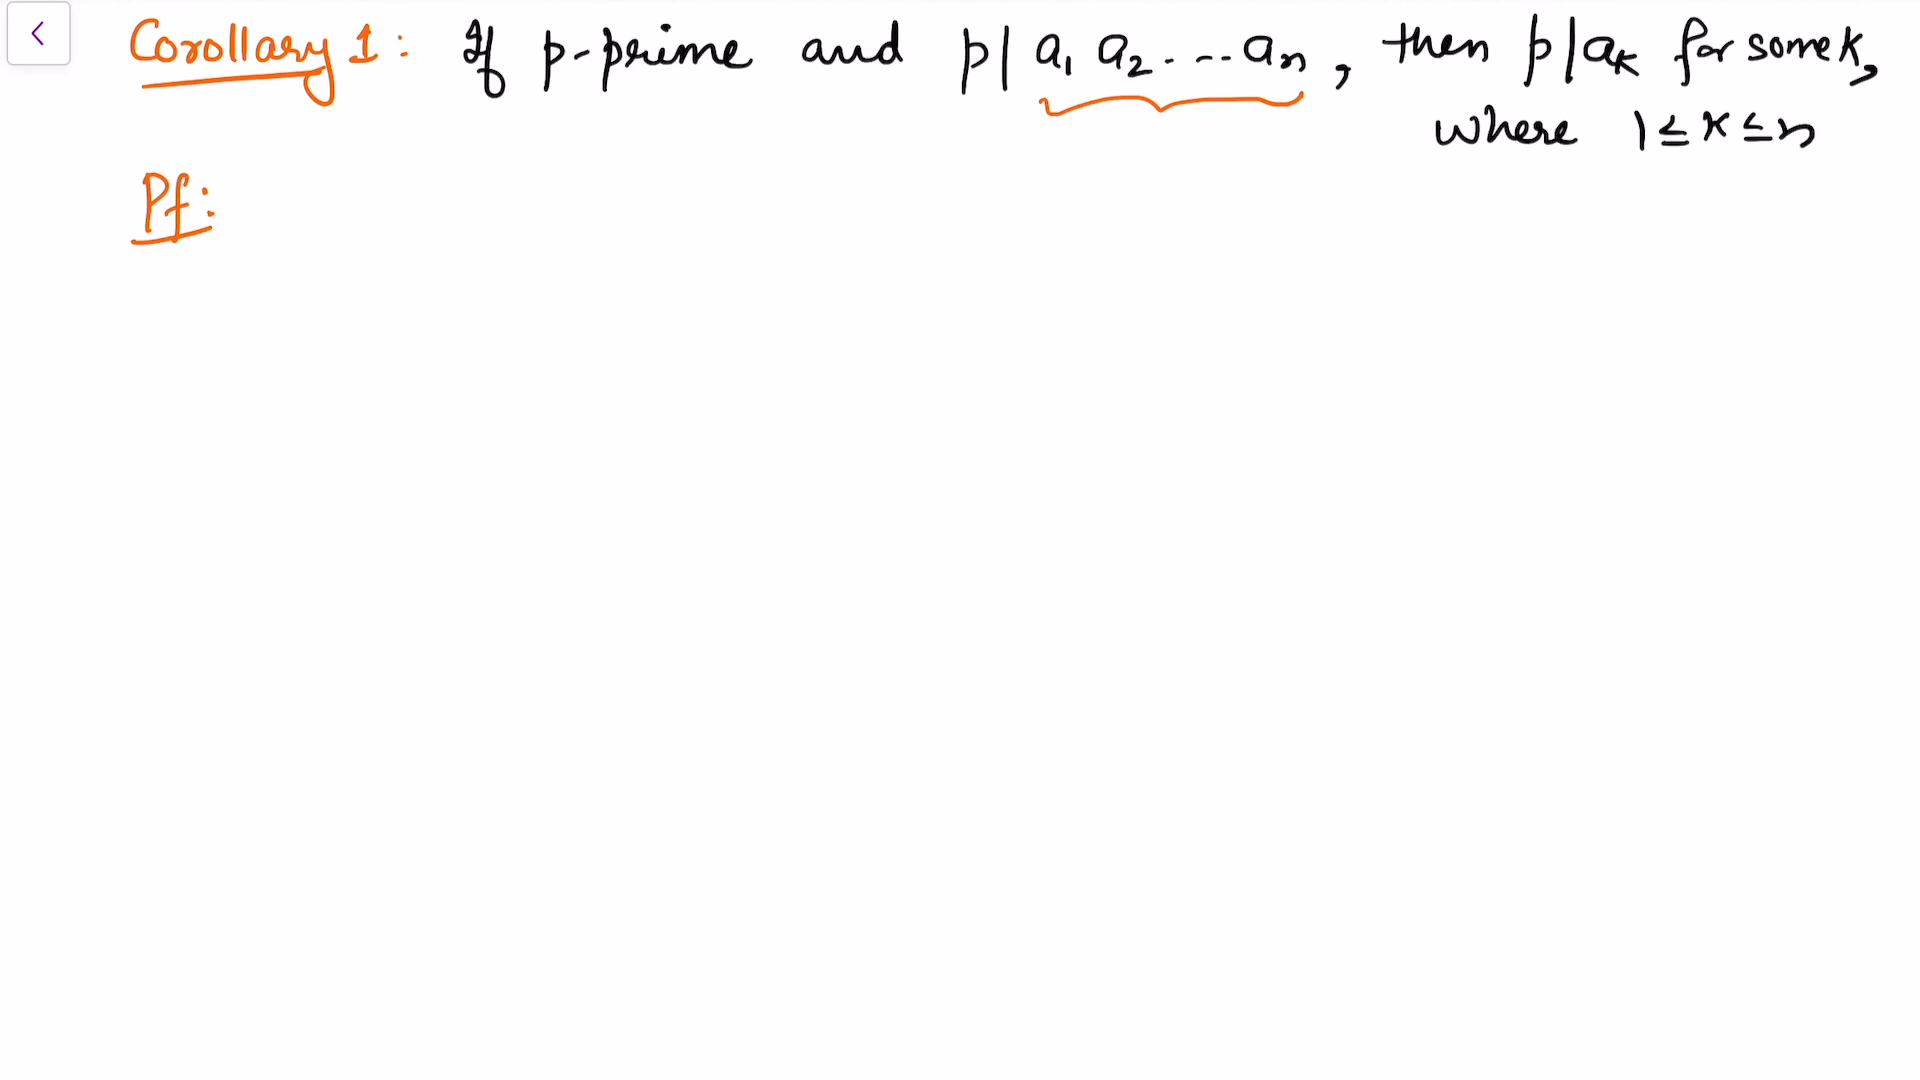 Corollary 1: If p-prime and p| a₁ a₂ . - - - aₙ, then p|aₖ for some k,
where 1≤k≤n
Pf: